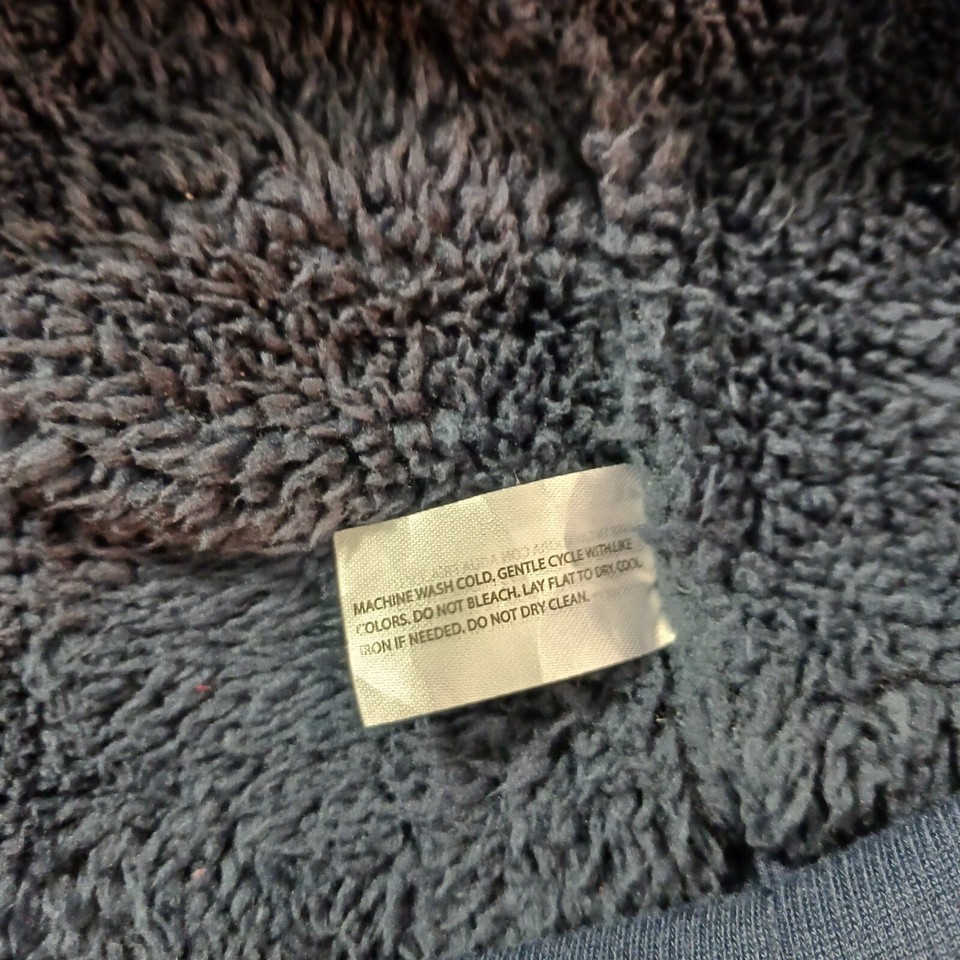 MACHINE WASH COLD, GENTLE CYCLE WITH LIKE
COLORS. DO NOT BLEACH. LAY FLAT TO DRY. COOL
IRON IF NEEDED. DO NOT DRY CLEAN.